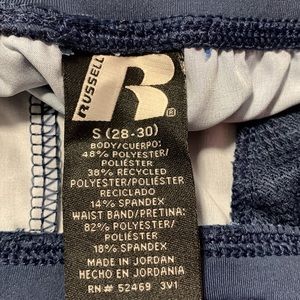 RUSSELL
R
®
S (28-30)
BODY/CUERPO:
48% POLYESTER/
POLIÉSTER
38% RECYCLED
POLYESTER/POLIÉSTER
RECICLADO
14% SPANDEX
WAIST BAND/PRETINA:
82% POLYESTER/
POLIÉSTER
18% SPANDEX
MADE IN JORDAN
HECHO EN JORDANIA
RN# 52469 3V1